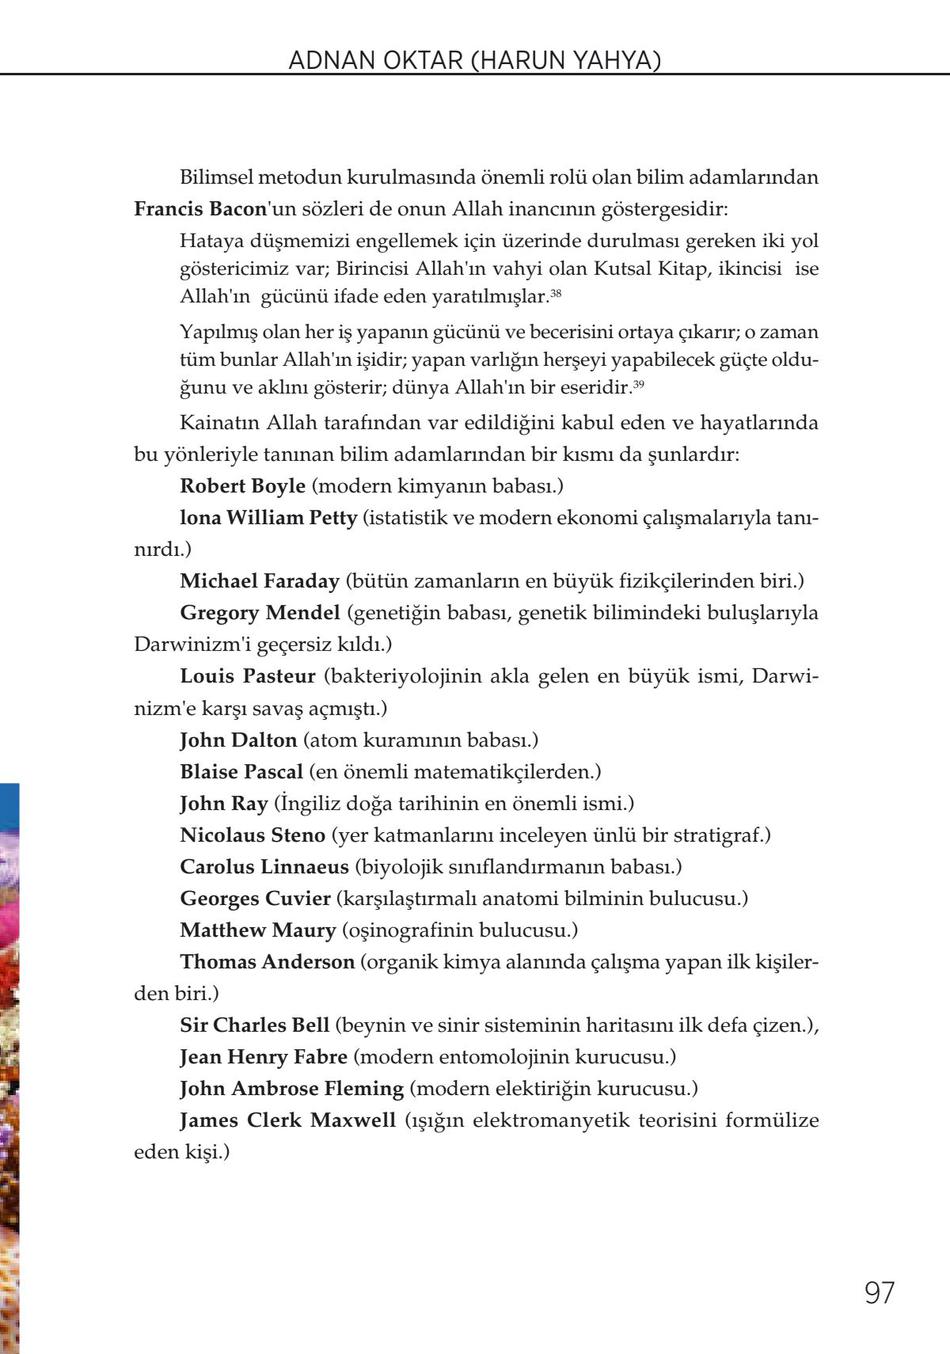 ADNAN OKTAR (HARUN YAHYA)
Bilimsel metodun kurulmasında önemli rolü olan bilim adamlarından
Francis Bacon'un sözleri de onun Allah inancının göstergesidir:
Hataya düşmemizi engellemek için üzerinde durulması gereken iki yol
göstericimiz var; Birincisi Allah'ın vahyi olan Kutsal Kitap, ikincisi ise
Allah'ın gücünü ifade eden yaratılmışlar.³⁸
Yapılmış olan her iş yapanın gücünü ve becerisini ortaya çıkarır; o zaman
tüm bunlar Allah'ın işidir; yapan varlığın herşeyi yapabilecek güçte oldu-
ğunu ve aklını gösterir; dünya Allah'ın bir eseridir.³⁹
Kainatın Allah tarafından var edildiğini kabul eden ve hayatlarında
bu yönleriyle tanınan bilim adamlarından bir kısmı da şunlardır:
Robert Boyle (modern kimyanın babası.)
lona William Petty (istatistik ve modern ekonomi çalışmalarıyla tanı-
nırdı.)
Michael Faraday (bütün zamanların en büyük fizikçilerinden biri.)
Gregory Mendel (genetiğin babası, genetik bilimindeki buluşlarıyla
Darwinizm'i geçersiz kıldı.)
Louis Pasteur (bakteriyolojinin akla gelen en büyük ismi, Darwi-
nizm'e karşı savaş açmıştı.)
John Dalton (atom kuramının babası.)
Blaise Pascal (en önemli matematikçilerden.)
John Ray (İngiliz doğa tarihinin en önemli ismi.)
Nicolaus Steno (yer katmanlarını inceleyen ünlü bir stratigraf.)
Carolus Linnaeus (biyolojik sınıflandırmanın babası.)
Georges Cuvier (karşılaştırmalı anatomi bilminin bulucusu.)
Matthew Maury (oşinografinin bulucusu.)
Thomas Anderson (organik kimya alanında çalışma yapan ilk kişiler-
den biri.)
Sir Charles Bell (beynin ve sinir sisteminin haritasını ilk defa çizen.),
Jean Henry Fabre (modern entomolojinin kurucusu.)
John Ambrose Fleming (modern elektiriğin kurucusu.)
James Clerk Maxwell (ışığın elektromanyetik teorisini formülize
eden kişi.)
97